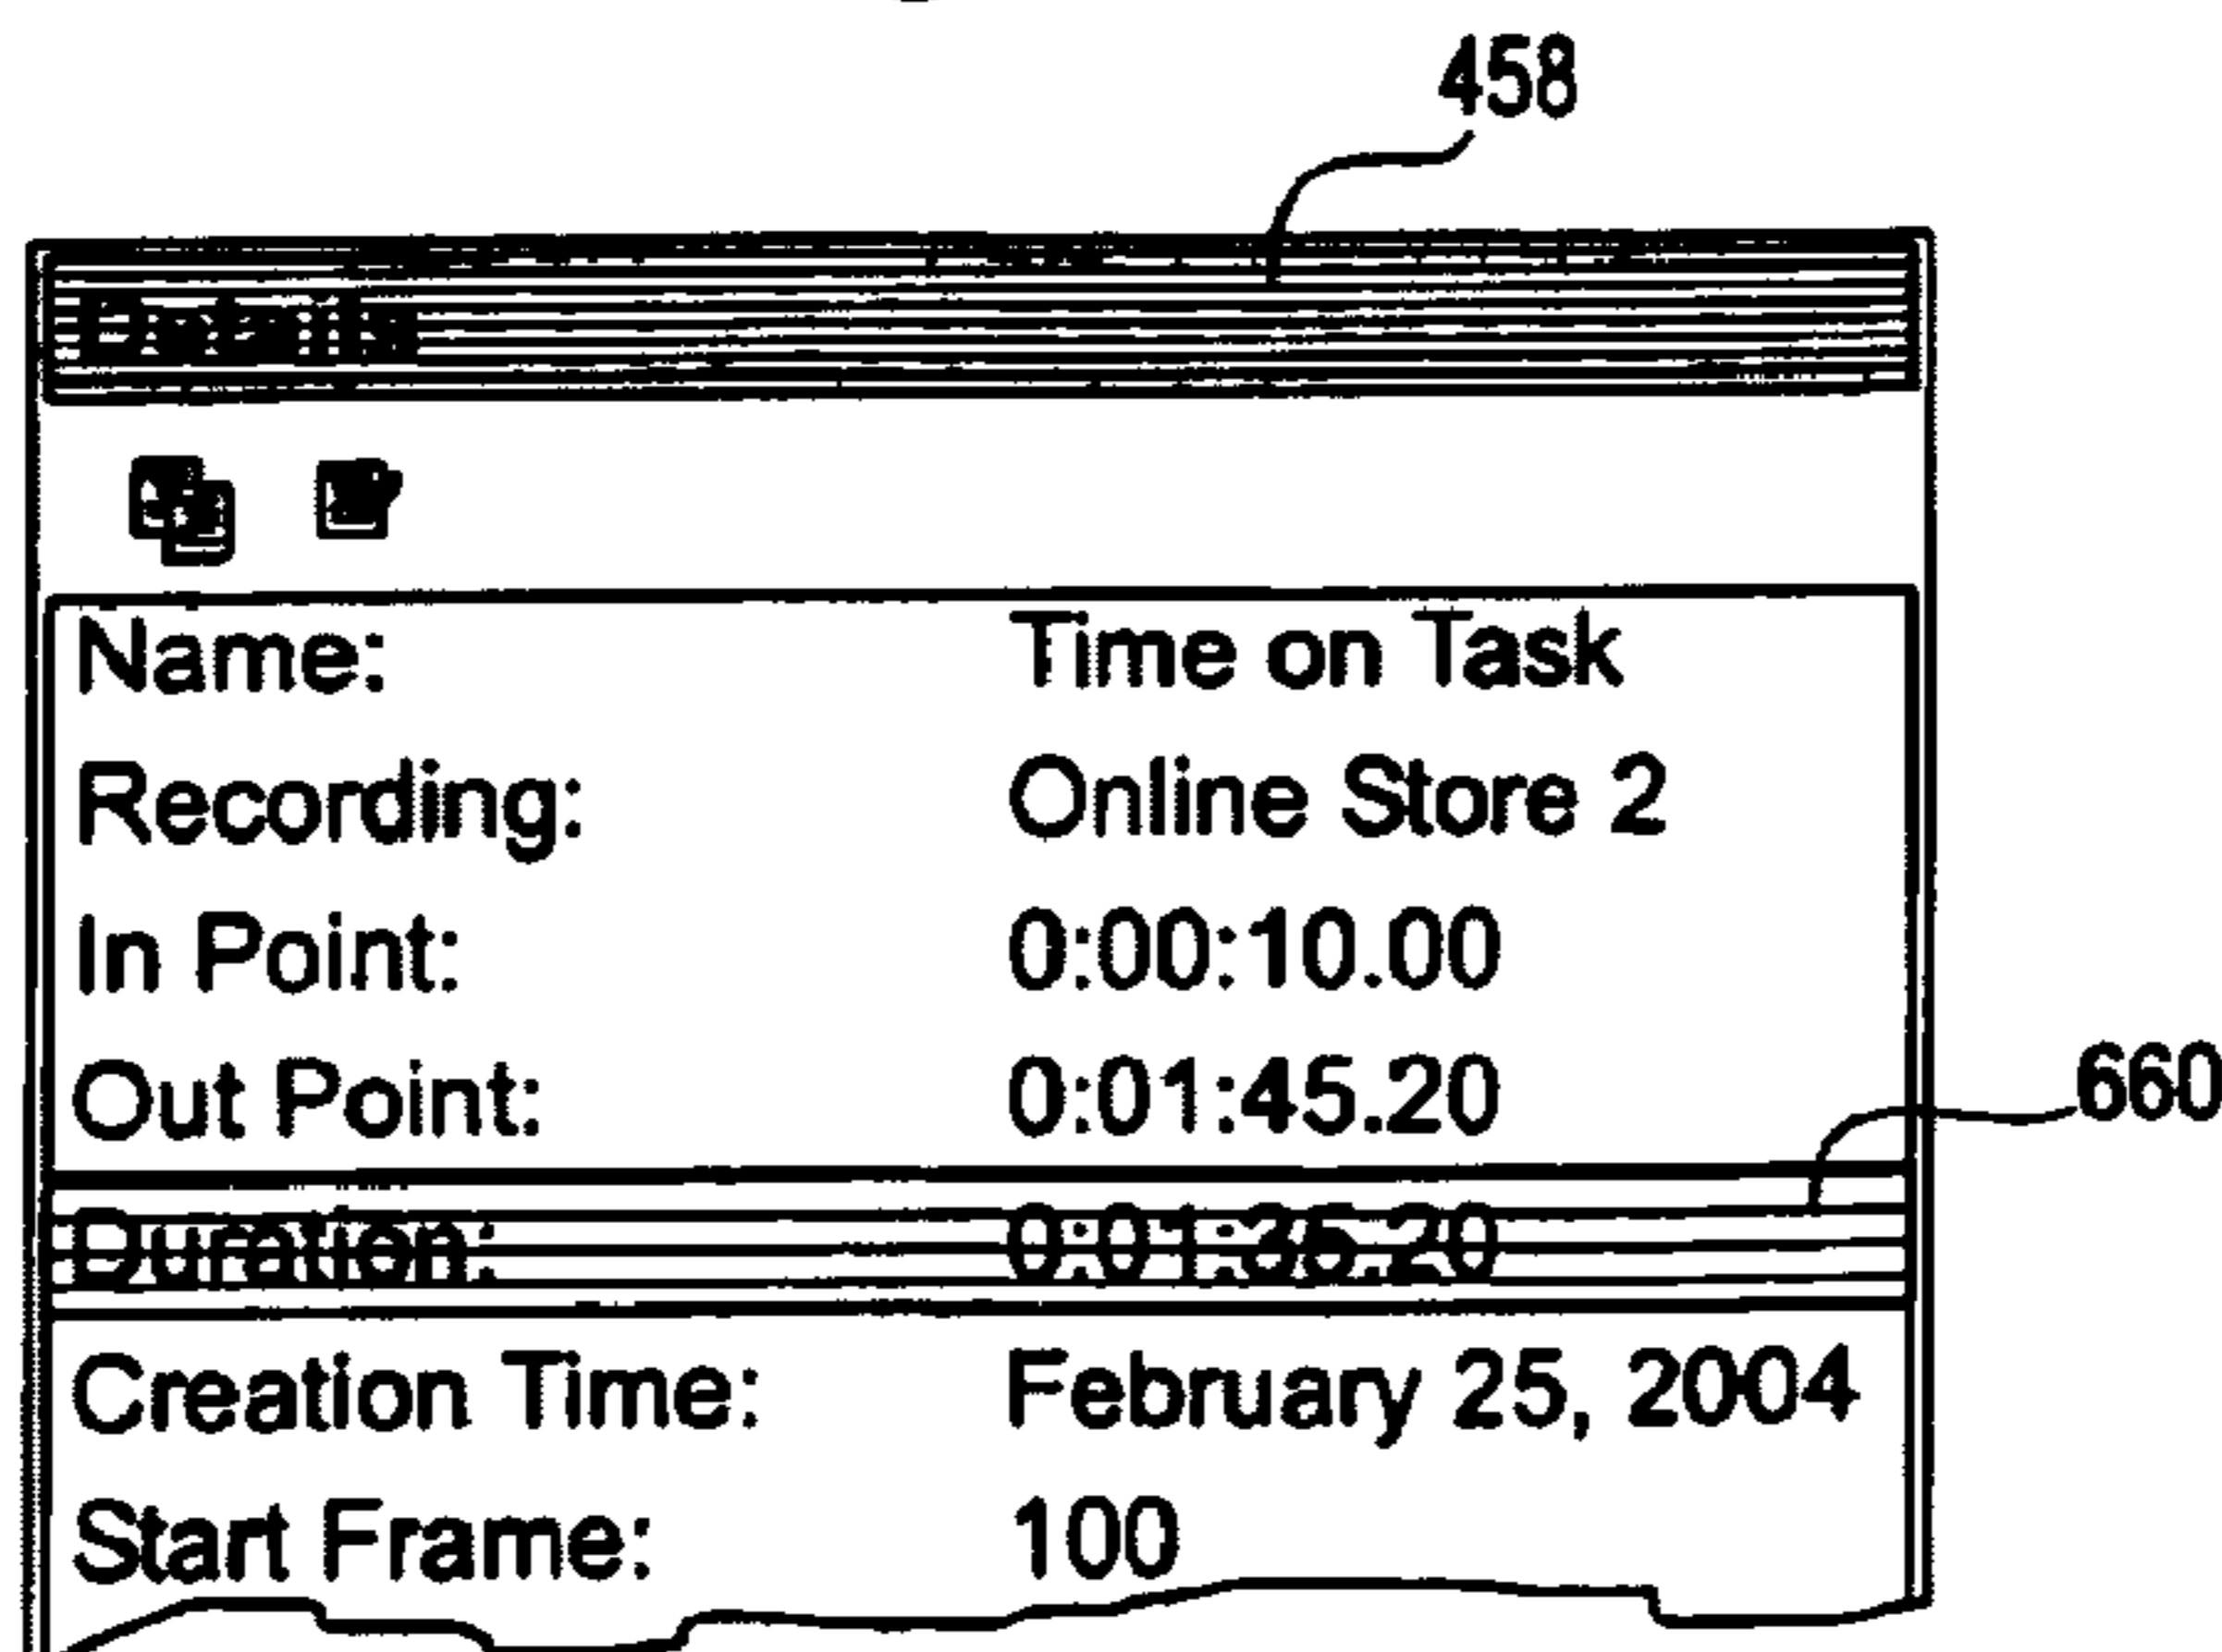 458
Details
Name: Time on Task
Recording: Online Store 2
In Point: 0:00:10.00
Out Point: 0:01:45.20
660
Duration: 0:01:35.20
Creation Time: February 25, 2004
Start Frame: 100